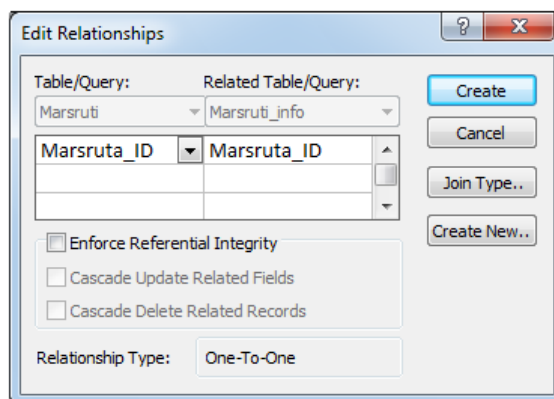 Edit Relationships
Table/Query: Related Table/Query:
Marsruti Marsruti_info
Create
Marsruta_ID Marsruta_ID
Cancel
Join Type..
Create New..
Enforce Referential Integrity
Cascade Update Related Fields
Cascade Delete Related Records
Relationship Type: One-To-One